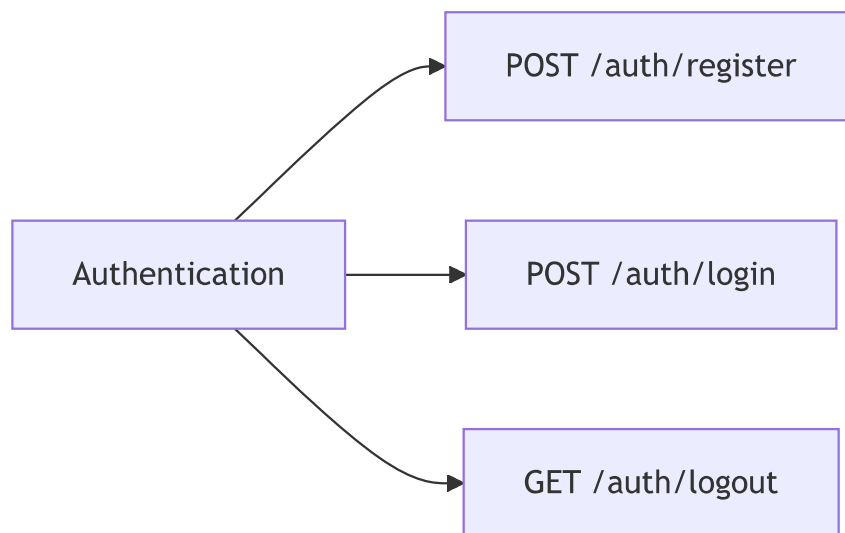 POST /auth/register
Authentication
POST /auth/login
GET /auth/logout